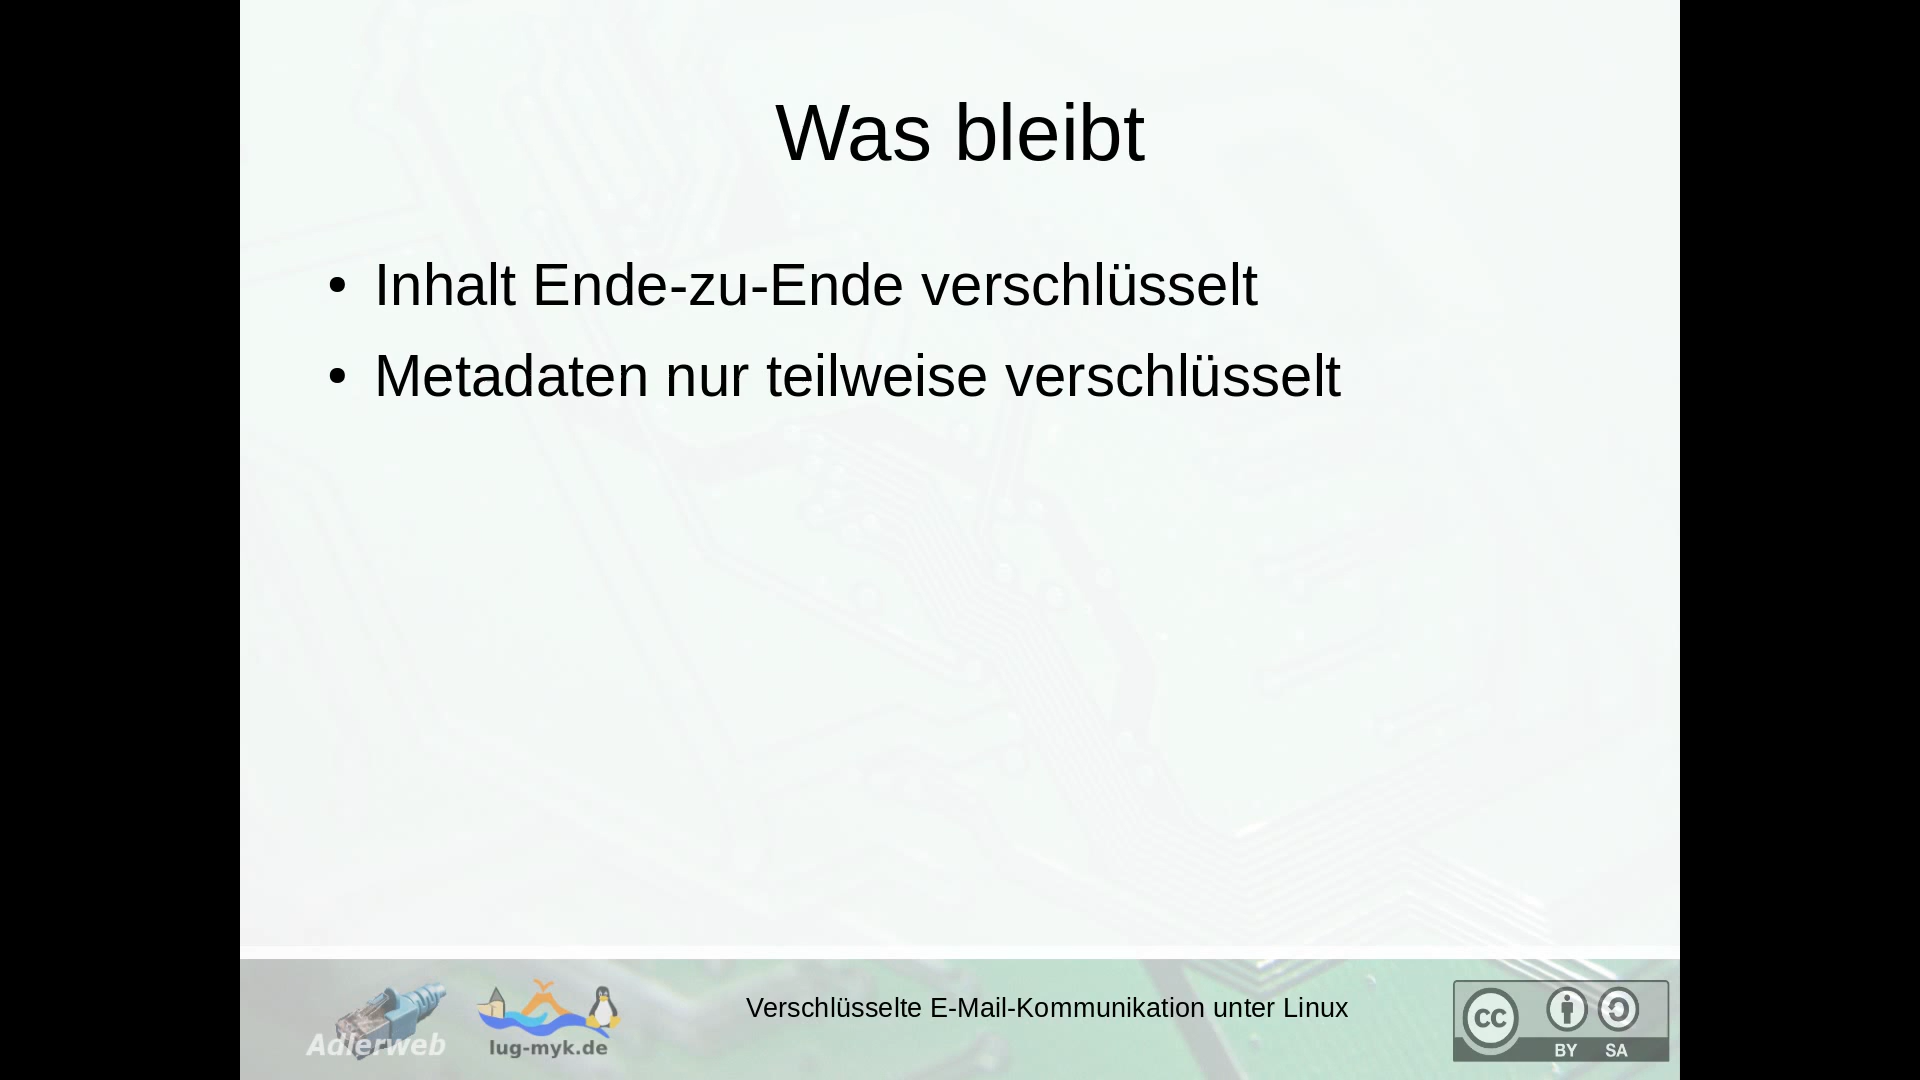 Was bleibt
• Inhalt Ende-zu-Ende verschlüsselt
• Metadaten nur teilweise verschlüsselt
Adlerweb
lug-myk.de
Verschlüsselte E-Mail-Kommunikation unter Linux
cc
BY SA